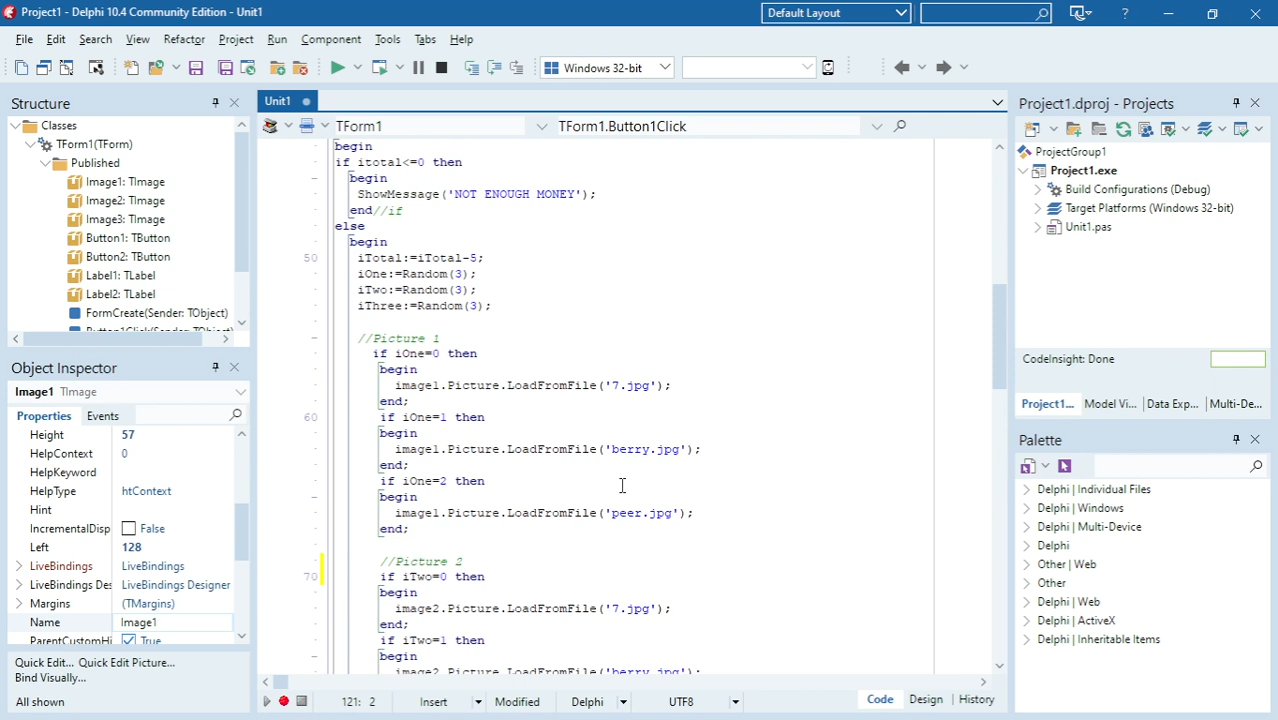 Project1 - Delphi 10.4 Community Edition - Unit1
Default Layout
File Edit Search View Refactor Project Run Component Tools Tabs Help
Windows 32-bit
Structure
Classes
TForm1(TForm)
Published
Image1: TImage
Image2: TImage
Image3: TImage
Button1: TButton
Button2: TButton
Label1: TLabel
Label2: TLabel
FormCreate(Sender: TObject)
Button1Click(Sender: TObject)
Object Inspector
Image1 TImage
Properties Events
Height 57
HelpContext 0
HelpKeyword
HelpType htContext
Hint
IncrementalDisp False
Left 128
LiveBindings LiveBindings
LiveBindings Des LiveBindings Designer
Margins (TMargins)
Name Image1
ParentCustomHi True
Quick Edit... Quick Edit Picture...
Bind Visually...
All shown
Unit1
TForm1 TForm1.Button1Click
begin
if itotal<=0 then
begin
ShowMessage('NOT ENOUGH MONEY');
end//if
else
begin
50 iTotal:=iTotal-5;
iOne:=Random(3);
iTwo:=Random(3);
iThree:=Random(3);
//Picture 1
if iOne=0 then
begin
image1.Picture.LoadFromFile('7.jpg');
end;
60 if iOne=1 then
begin
image1.Picture.LoadFromFile('berry.jpg');
end;
if iOne=2 then
begin
image1.Picture.LoadFromFile('peer.jpg');
end;
//Picture 2
70 if iTwo=0 then
begin
image2.Picture.LoadFromFile('7.jpg');
end;
if iTwo=1 then
begin
image2.Picture.LoadFromFile('berry.jpg');
121: 2 Insert Modified Delphi UTF8 Code Design History
Project1.dproj - Projects
ProjectGroup1
Project1.exe
Build Configurations (Debug)
Target Platforms (Windows 32-bit)
Unit1.pas
CodeInsight: Done
Project1... Model Vi... Data Exp... Multi-De...
Palette
Delphi | Individual Files
Delphi | Windows
Delphi | Multi-Device
Delphi
Other | Web
Other
Delphi | Web
Delphi | ActiveX
Delphi | Inheritable Items